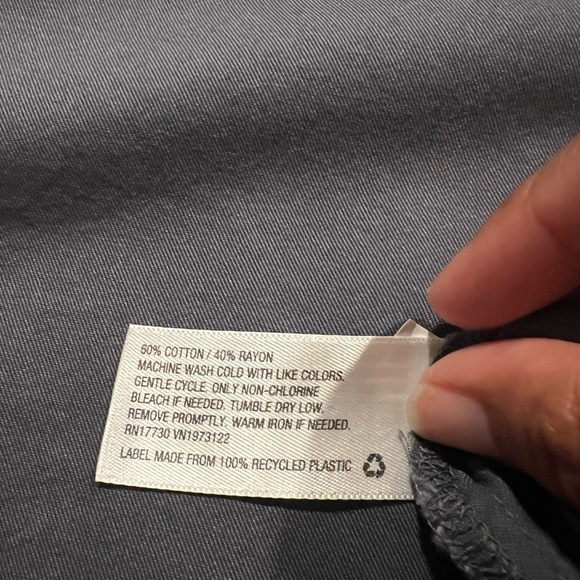 60% COTTON / 40% RAYON
MACHINE WASH COLD WITH LIKE COLORS.
GENTLE CYCLE. ONLY NON-CHLORINE
BLEACH IF NEEDED. TUMBLE DRY LOW.
REMOVE PROMPTLY. WARM IRON IF NEEDED.
RN17730 VN1973122
LABEL MADE FROM 100% RECYCLED PLASTIC